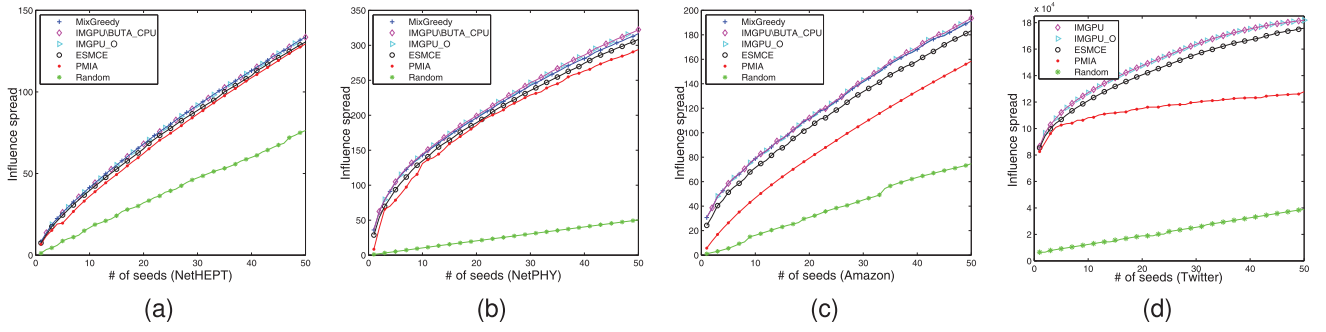 MixGreedy
IMGPU\BUTA_CPU
IMGPU_O
ESMCE
PMIA
Random
150
100
50
0
0 10 20 30 40 50
Influence spread
# of seeds (NetHEPT)
(a)
MixGreedy
IMGPU\BUTA_CPU
IMGPU_O
ESMCE
PMIA
Random
350
300
250
200
150
100
50
0
0 10 20 30 40 50
Influence spread
# of seeds (NetPHY)
(b)
MixGreedy
IMGPU\BUTA_CPU
IMGPU_O
ESMCE
PMIA
Random
200
180
160
140
120
100
80
60
40
20
0
0 10 20 30 40 50
Influence spread
# of seeds (Amazon)
(c)
x 10⁴
IMGPU
IMGPU_O
ESMCE
PMIA
Random
18
16
14
12
10
8
6
4
2
0
0 10 20 30 40 50
Influence spread
# of seeds (Twitter)
(d)